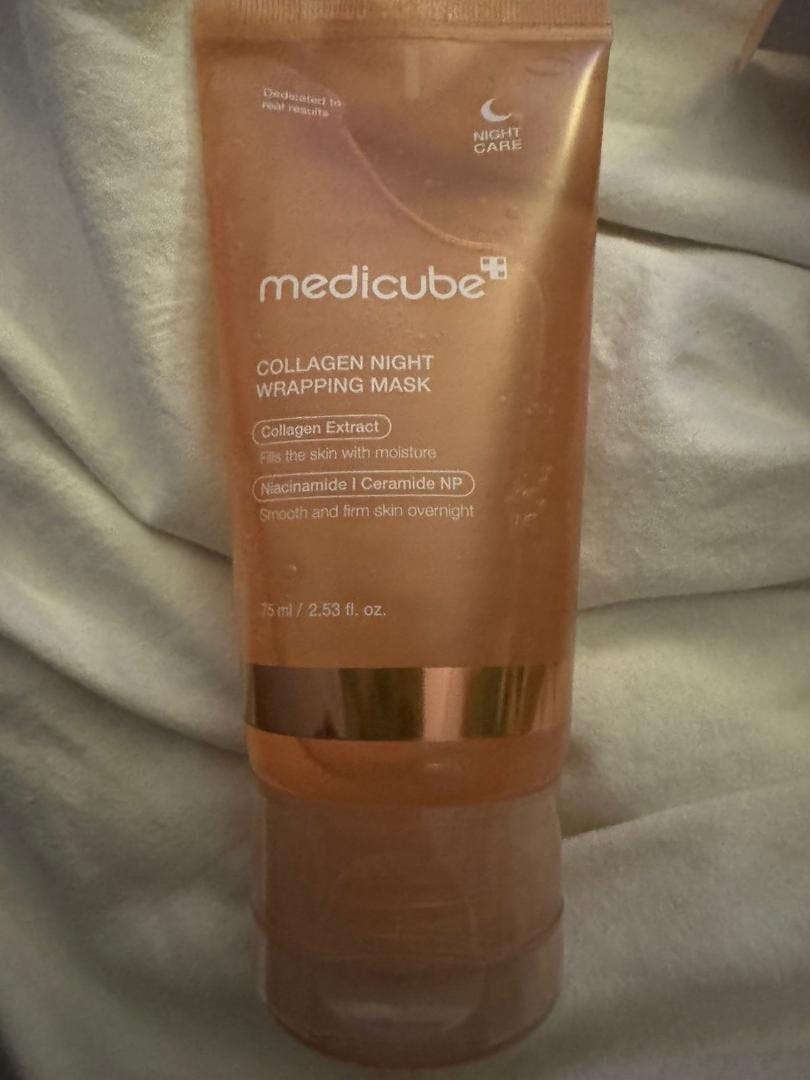 Dedicated to
real results
NIGHT
CARE
medicube
COLLAGEN NIGHT
WRAPPING MASK
Collagen Extract
Fills the skin with moisture
Niacinamide | Ceramide NP
Smooth and firm skin overnight
75 ml / 2.53 fl. oz.